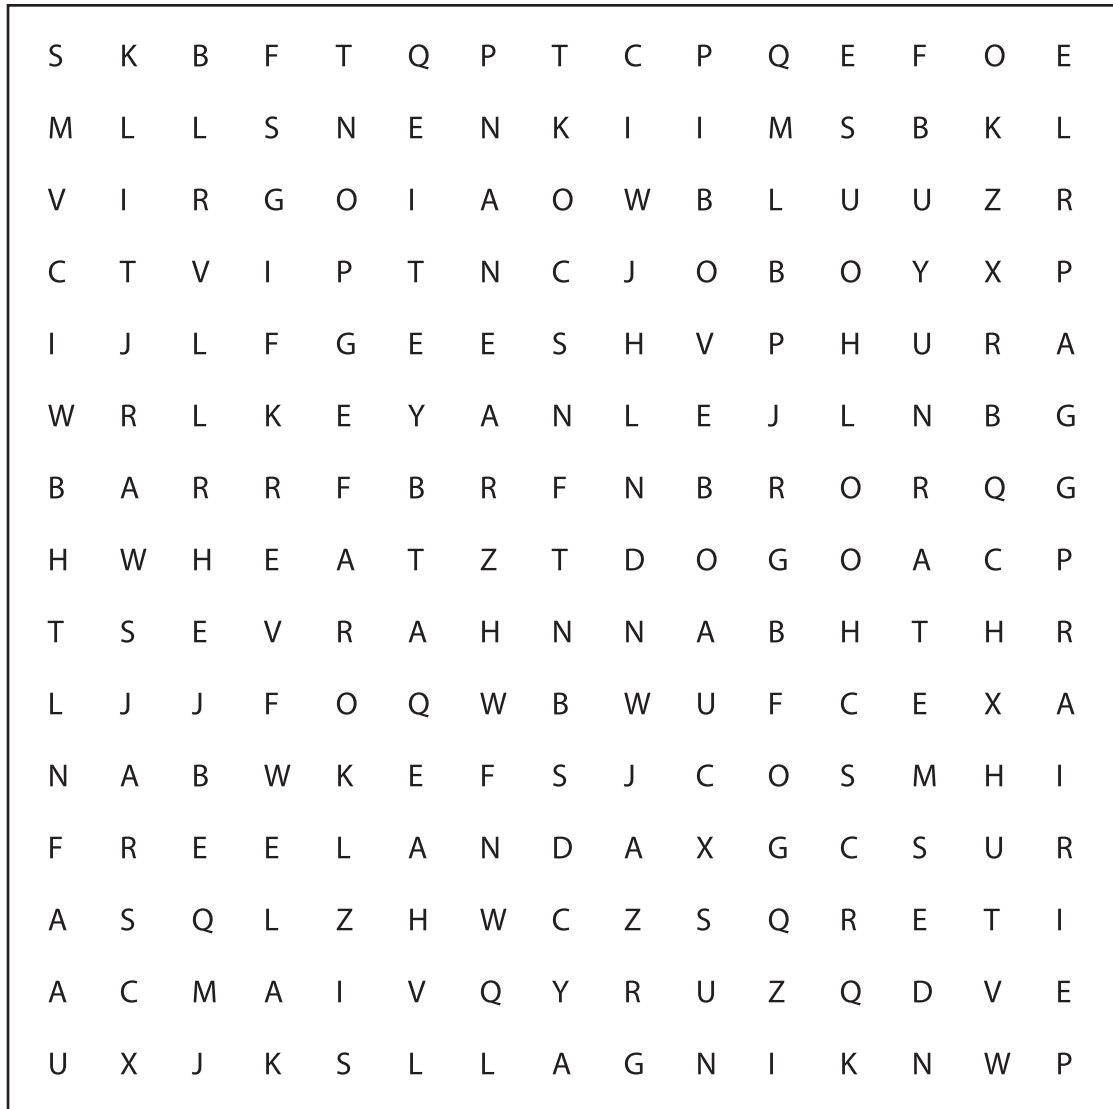 S K B F T Q P T C P Q E F O E
M L L S N E N K I I M S B K L
V I R G O I A O W B L U U Z R
C T V I P T N C J O B O Y X P
I J L F G E E S H V P H U R A
W R L K E Y A N L E J L N B G
B A R R F B R F N B R O R Q G
H W H E A T Z T D O G O A C P
T S E V R A H N N A B H T H R
L J J F O Q W B W U F C E X A
N A B W K E F S J C O S M H I
F R E E L A N D A X G C S U R
A S Q L Z H W C Z S Q R E T I
A C M A I V Q Y R U Z Q D V E
U X J K S L L A G N I K N W P